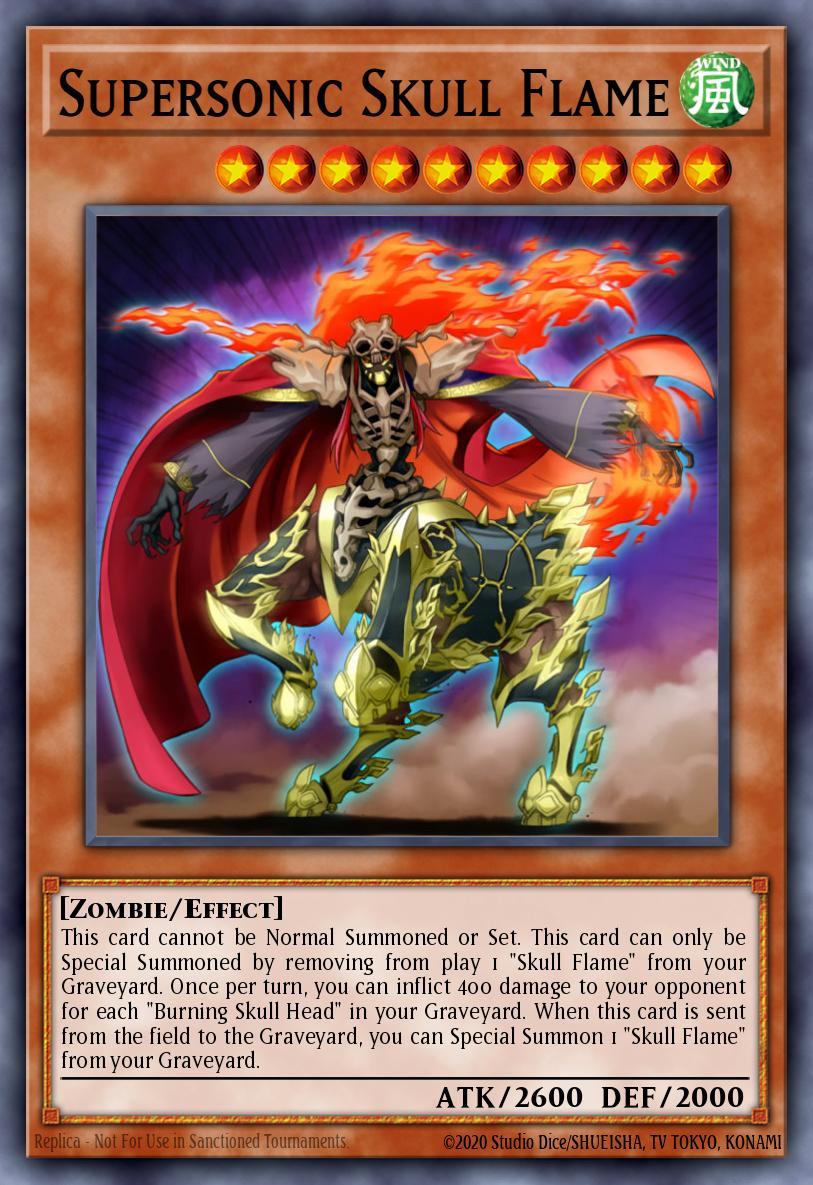 Supersonic Skull Flame
WIND
風
[Zombie/Effect]
This card cannot be Normal Summoned or Set. This card can only be
Special Summoned by removing from play 1 "Skull Flame" from your
Graveyard. Once per turn, you can inflict 400 damage to your opponent
for each "Burning Skull Head" in your Graveyard. When this card is sent
from the field to the Graveyard, you can Special Summon 1 "Skull Flame"
from your Graveyard.
ATK/2600 DEF/2000
Replica - Not For Use in Sanctioned Tournaments.
©2020 Studio Dice/SHUEISHA, TV TOKYO, KONAMI